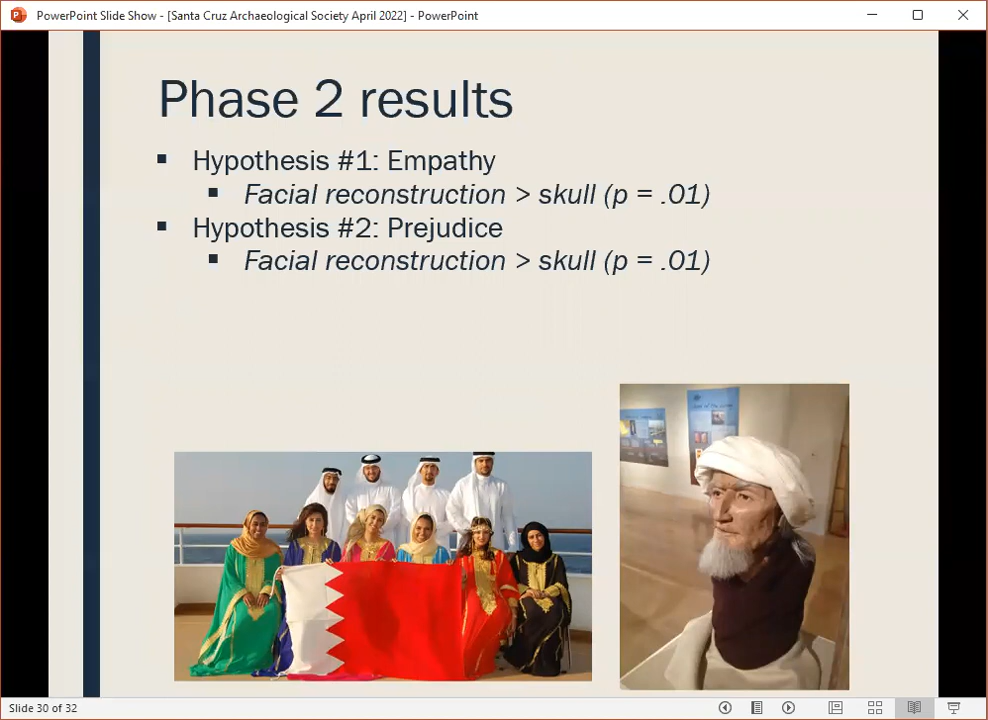 PowerPoint Slide Show - [Santa Cruz Archaeological Society April 2022] - PowerPoint
Phase 2 results
Hypothesis #1: Empathy
Facial reconstruction > skull (p = .01)
Hypothesis #2: Prejudice
Facial reconstruction > skull (p = .01)
Slide 30 of 32